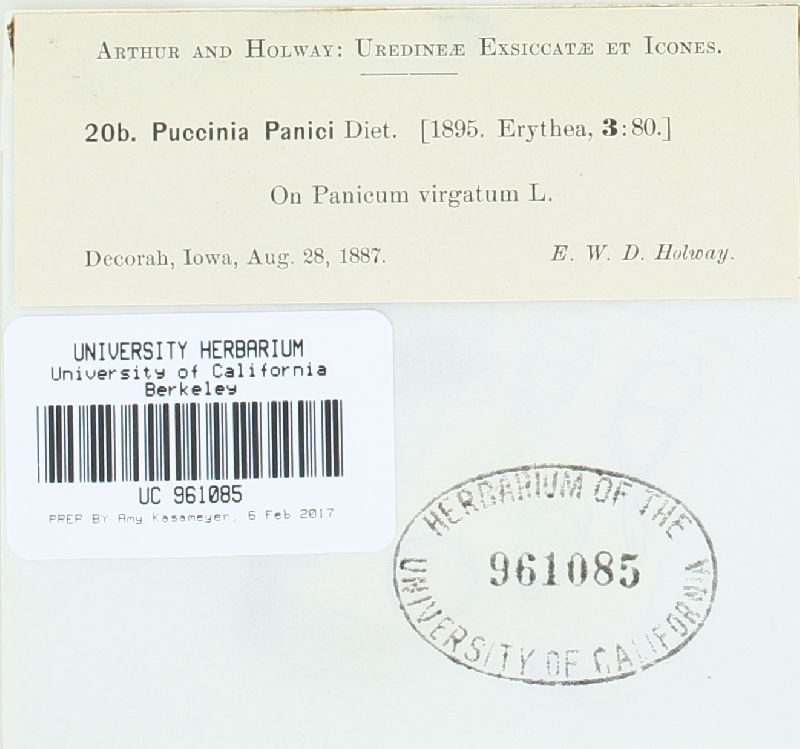 ARTHUR AND HOLWAY: UREDINEÆ EXSICCATÆ ET ICONES.
20b. Puccinia Panici Diet. [1895. Erythea, 3:80.]
On Panicum virgatum L.
Decorah, Iowa, Aug. 28, 1887. E. W. D. Holway.
UNIVERSITY HERBARIUM
University of California
Berkeley
UC 961085
PREP BY Amy Kasameyer, 6 Feb 2017
HERBARIUM OF THE
961085
UNIVERSITY OF CALIFORNIA